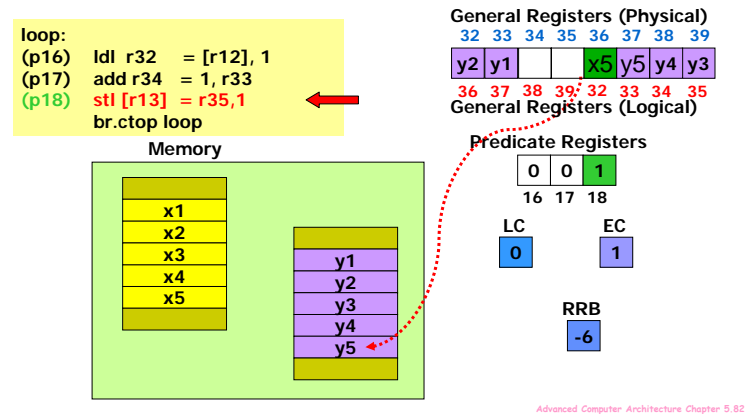 loop:
(p16) ldl r32 = [r12], 1
(p17) add r34 = 1, r33
(p18) stl [r13] = r35,1
br.ctop loop
General Registers (Physical)
32 33 34 35 36 37 38 39
y2 y1 x5 y5 y4 y3
36 37 38 39 32 33 34 35
General Registers (Logical)
Memory
x1
x2
x3
x4
x5
y1
y2
y3
y4
y5
Predicate Registers
0 0 1
16 17 18
LC EC
0 1
RRB
-6
Advanced Computer Architecture Chapter 5.82